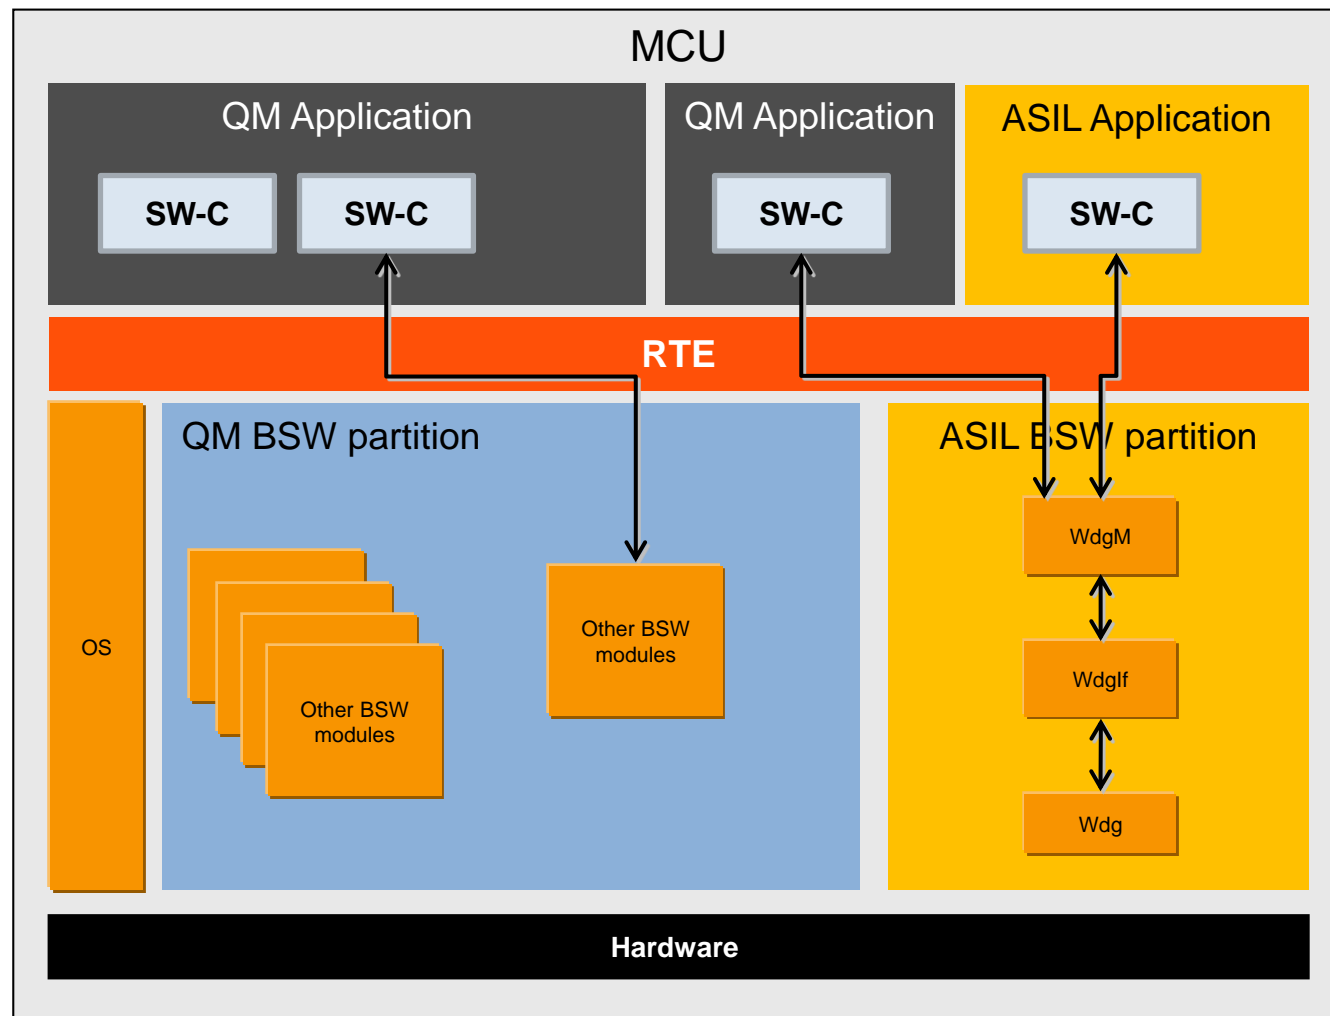 MCU
QM Application
QM Application
ASIL Application
SW-C
SW-C
SW-C
SW-C
RTE
QM BSW partition
ASIL BSW partition
OS
Other BSW
modules
Other BSW
modules
WdgM
WdgIf
Wdg
Hardware